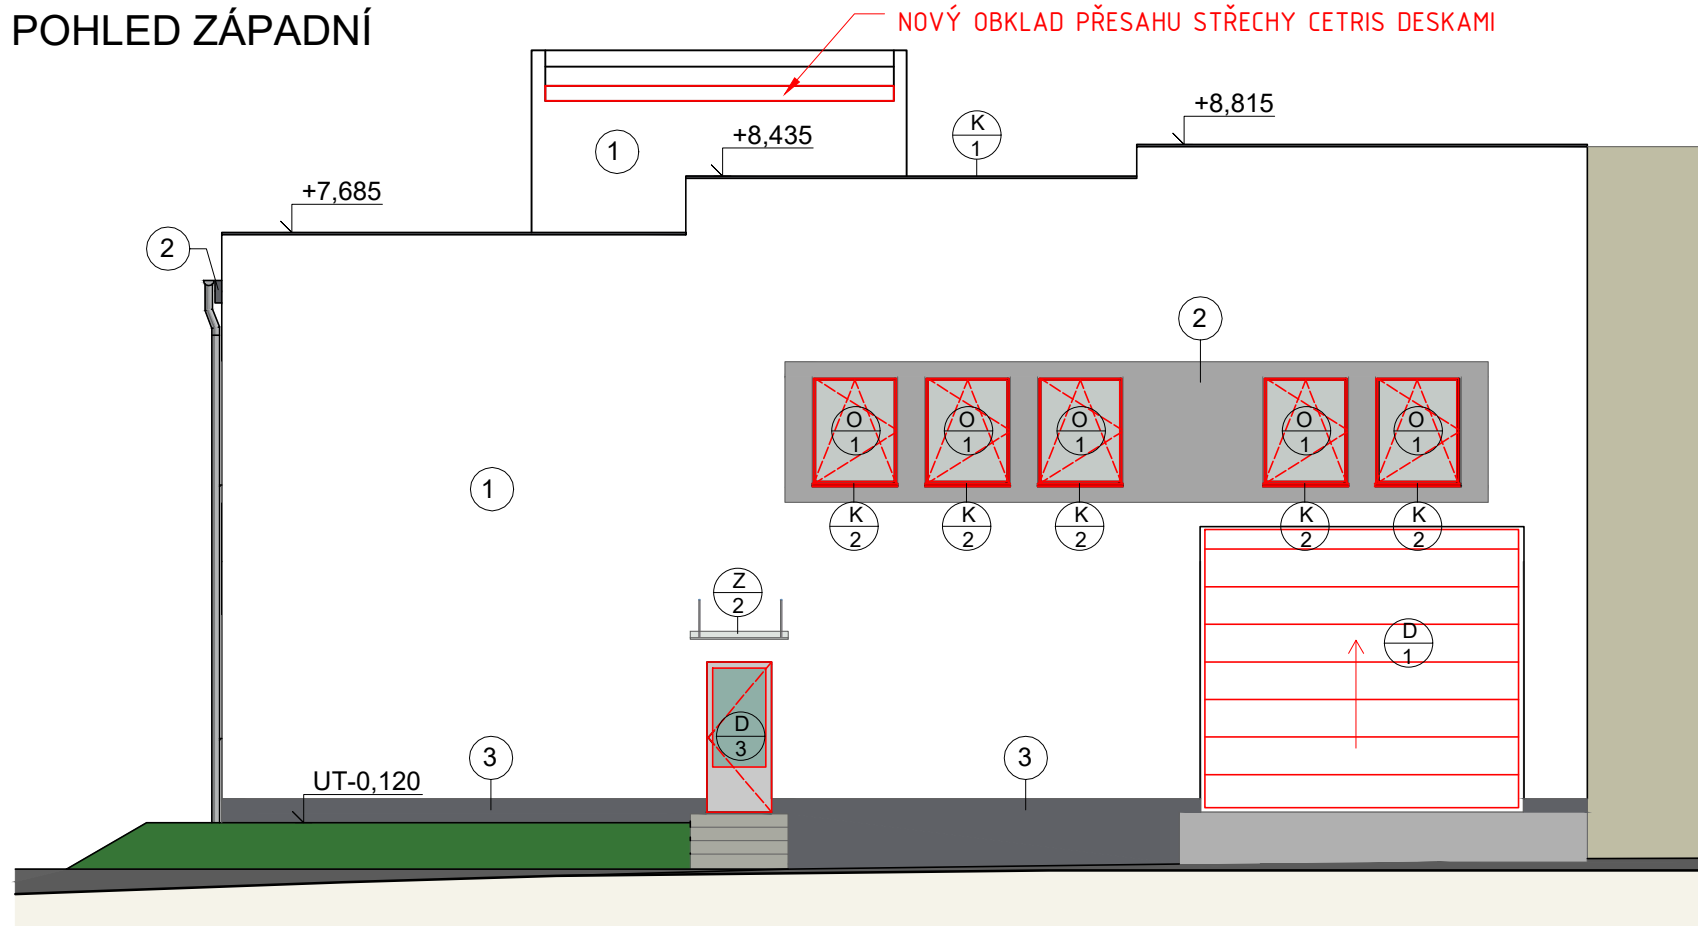 POHLED ZÁPADNÍ
NOVÝ OBKLAD PŘESAHU STŘECHY CETRIS DESKAMI
+8,815
K
1
+8,435
1
+7,685
2
2
O
1
O
1
O
1
O
1
O
1
1
K
2
K
2
K
2
K
2
K
2
Z
2
D
1
D
3
3
3
UT-0,120